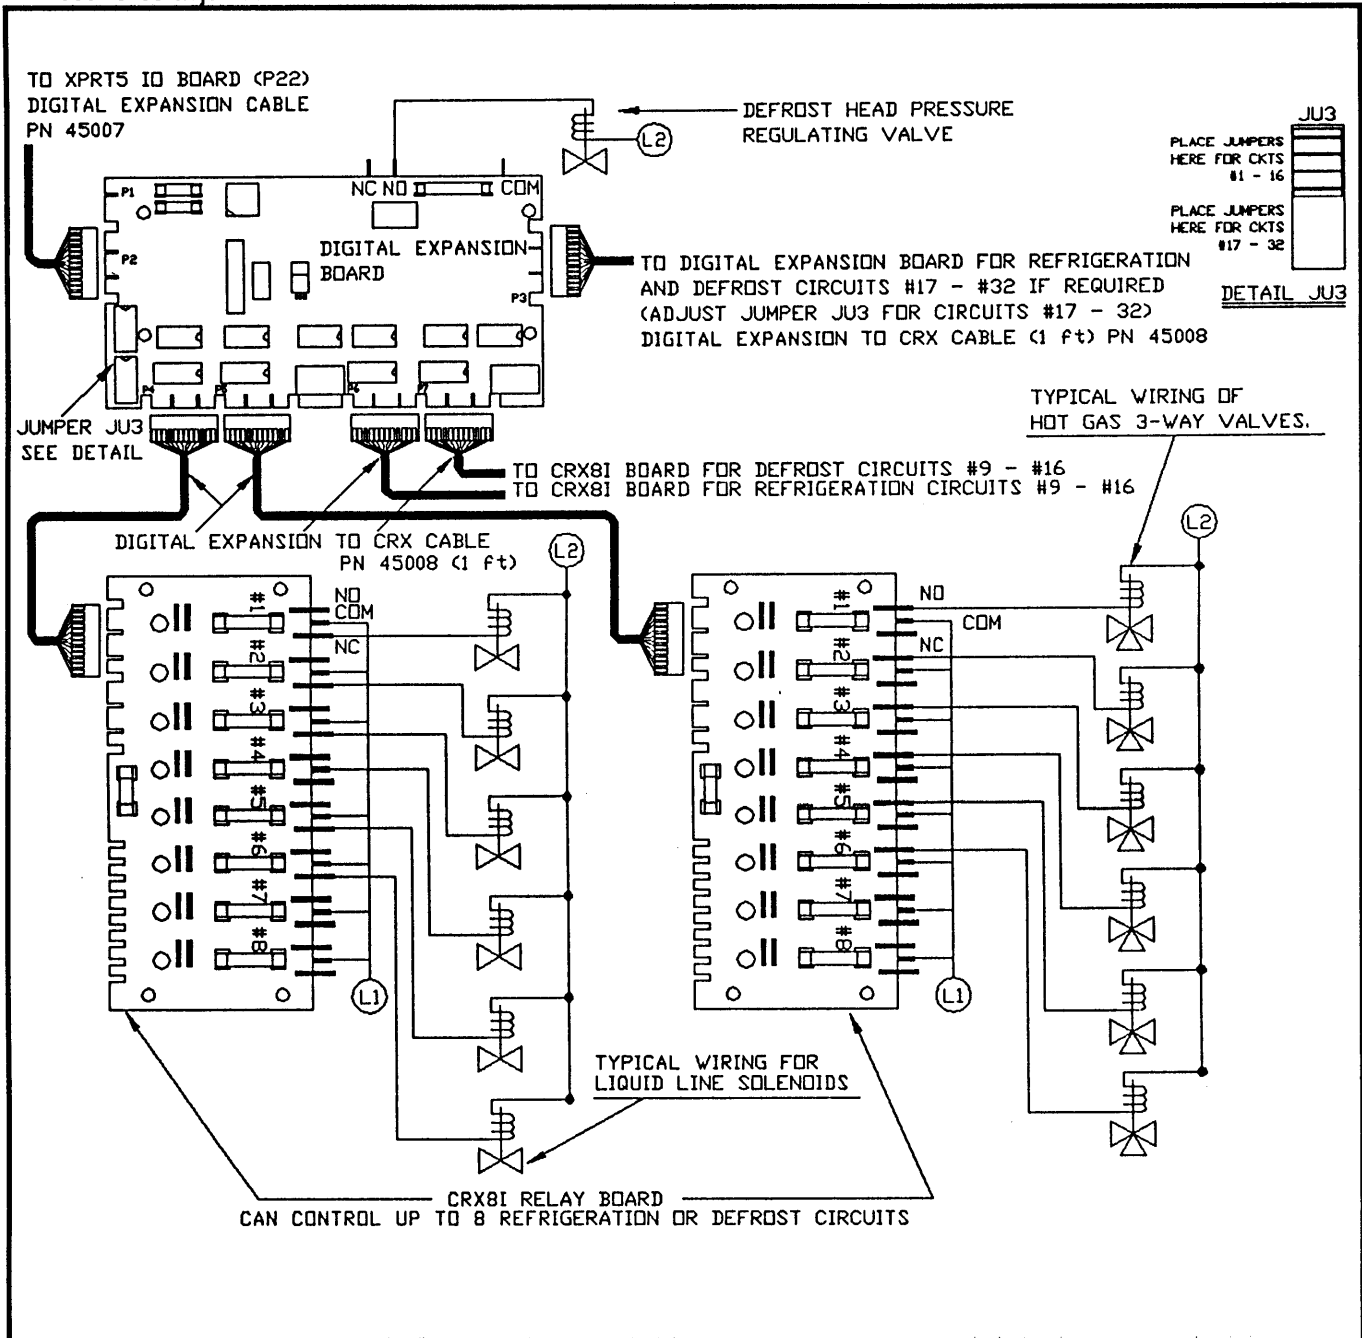 TO XPRT5 IO BOARD (P22)
DIGITAL EXPANSION CABLE
PN 45007
DEFROST HEAD PRESSURE
REGULATING VALVE
L2
JU3
PLACE JUMPERS
HERE FOR CKTS
#1 - 16
PLACE JUMPERS
HERE FOR CKTS
#17 - 32
DETAIL JU3
P1
NC NO
COM
P2
DIGITAL EXPANSION
BOARD
P3
TO DIGITAL EXPANSION BOARD FOR REFRIGERATION
AND DEFROST CIRCUITS #17 - #32 IF REQUIRED
(ADJUST JUMPER JU3 FOR CIRCUITS #17 - 32)
DIGITAL EXPANSION TO CRX CABLE (1 ft) PN 45008
P4
P5
P6
P7
JUMPER JU3
SEE DETAIL
TYPICAL WIRING OF
HOT GAS 3-WAY VALVES.
TO CRX8I BOARD FOR DEFROST CIRCUITS #9 - #16
TO CRX8I BOARD FOR REFRIGERATION CIRCUITS #9 - #16
DIGITAL EXPANSION TO CRX CABLE
PN 45008 (1 ft)
L2
L2
#1
#2
#3
#4
#5
#6
#7
#8
NO
COM
NC
L1
#1
#2
#3
#4
#5
#6
#7
#8
NO
COM
NC
L1
TYPICAL WIRING FOR
LIQUID LINE SOLENOIDS
CRX8I RELAY BOARD
CAN CONTROL UP TO 8 REFRIGERATION OR DEFROST CIRCUITS